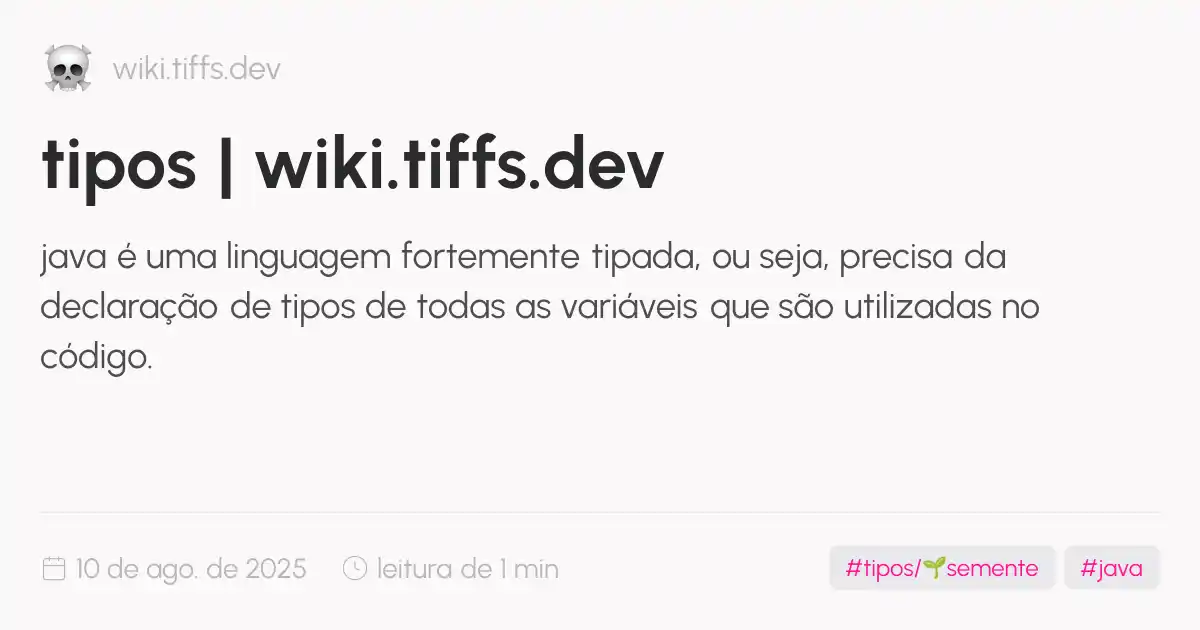 wiki.tiffs.dev
tipos | wiki.tiffs.dev
java é uma linguagem fortemente tipada, ou seja, precisa da
declaração de tipos de todas as variáveis que são utilizadas no
código.
10 de ago. de 2025 leitura de 1 min #tipos/🌱semente #java